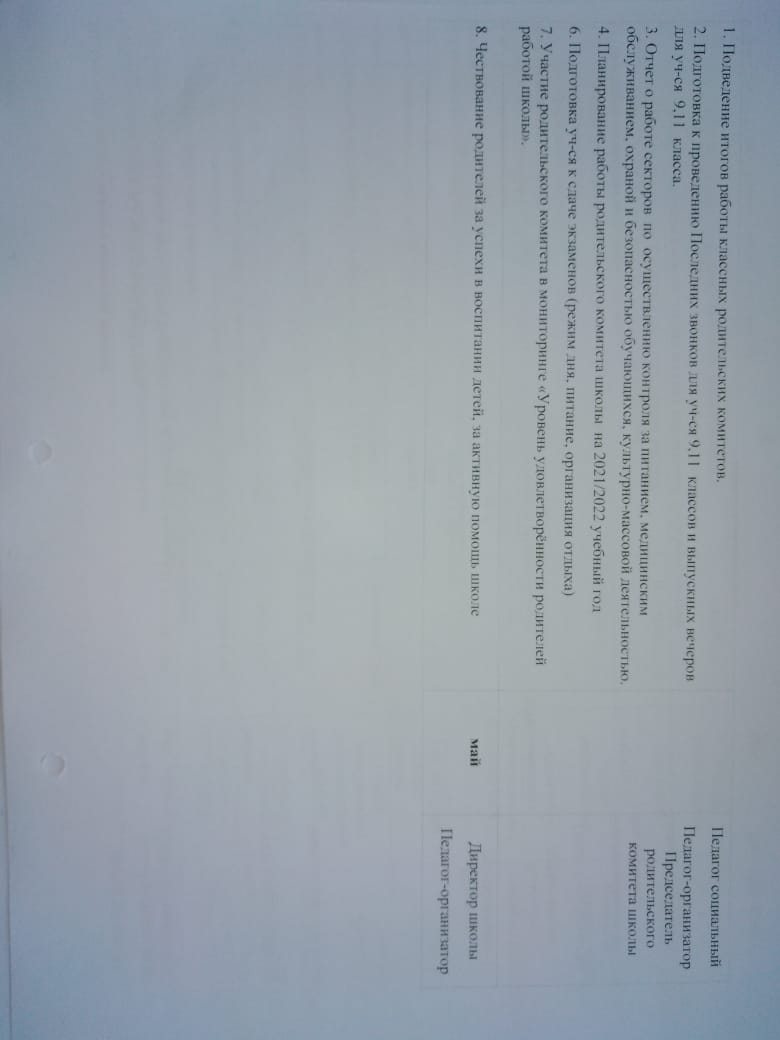 1. Подведение итогов работы классных родительских комитетов.
2. Подготовка к проведению Последних звонков для уч-ся 9,11 классов и выпускных вечеров
для уч-ся 9,11 класса.
3. Отчет о работе секторов по осуществлению контроля за питанием, медицинским
обслуживанием, охраной и безопасностью обучающихся, культурно-массовой деятельностью.
4. Планирование работы родительского комитета школы на 2021/2022 учебный год
6. Подготовка уч-ся к сдаче экзаменов (режим дня, питание, организация отдыха)
7. Участие родительского комитета в мониторинге «Уровень удовлетворённости родителей
работой школы».
Педагог социальный
Педагог-организатор
Председатель
родительского
комитета школы
8. Чествование родителей за успехи в воспитании детей, за активную помощь школе
май
Директор школы
Педагог-организатор